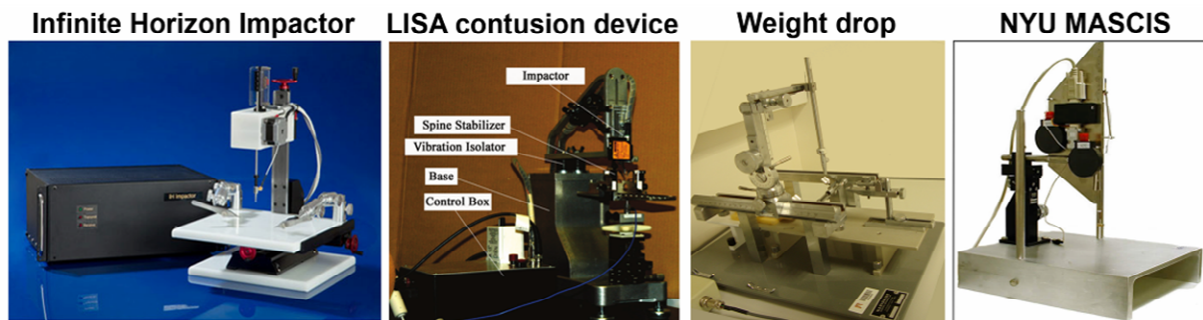 Infinite Horizon Impactor
LISA contusion device
Weight drop
NYU MASCIS
IH Impactor
Impactor
Spine Stabilizer
Vibration Isolator
Base
Control Box